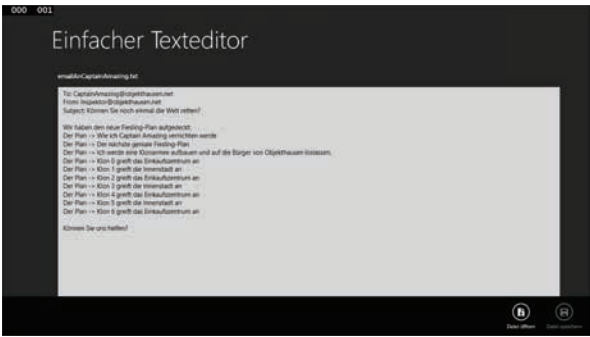 000 001
Einfacher Texteditor
emailAnCaptainAmazing.txt
To: CaptainAmazing@objekthausen.net
From: Inspektor@objekthausen.net
Subject: Können Sie noch einmal die Welt retten?
Wir haben den neue Fiesling-Plan aufgedeckt:
Der Plan -> Wie ich Captain Amazing vernichten werde
Der Plan -> Der nächste geniale Fiesling-Plan
Der Plan -> Ich werde eine Klonarmee aufbauen und auf die Bürger von Objekthausen loslassen.
Der Plan -> Klon 0 greift das Einkaufszentrum an
Der Plan -> Klon 1 greift die Innenstadt an
Der Plan -> Klon 2 greift das Einkaufszentrum an
Der Plan -> Klon 3 greift die Innenstadt an
Der Plan -> Klon 4 greift das Einkaufszentrum an
Der Plan -> Klon 5 greift die Innenstadt an
Der Plan -> Klon 6 greift das Einkaufszentrum an
Können Sie uns helfen?
Datei öffnen Datei speichern